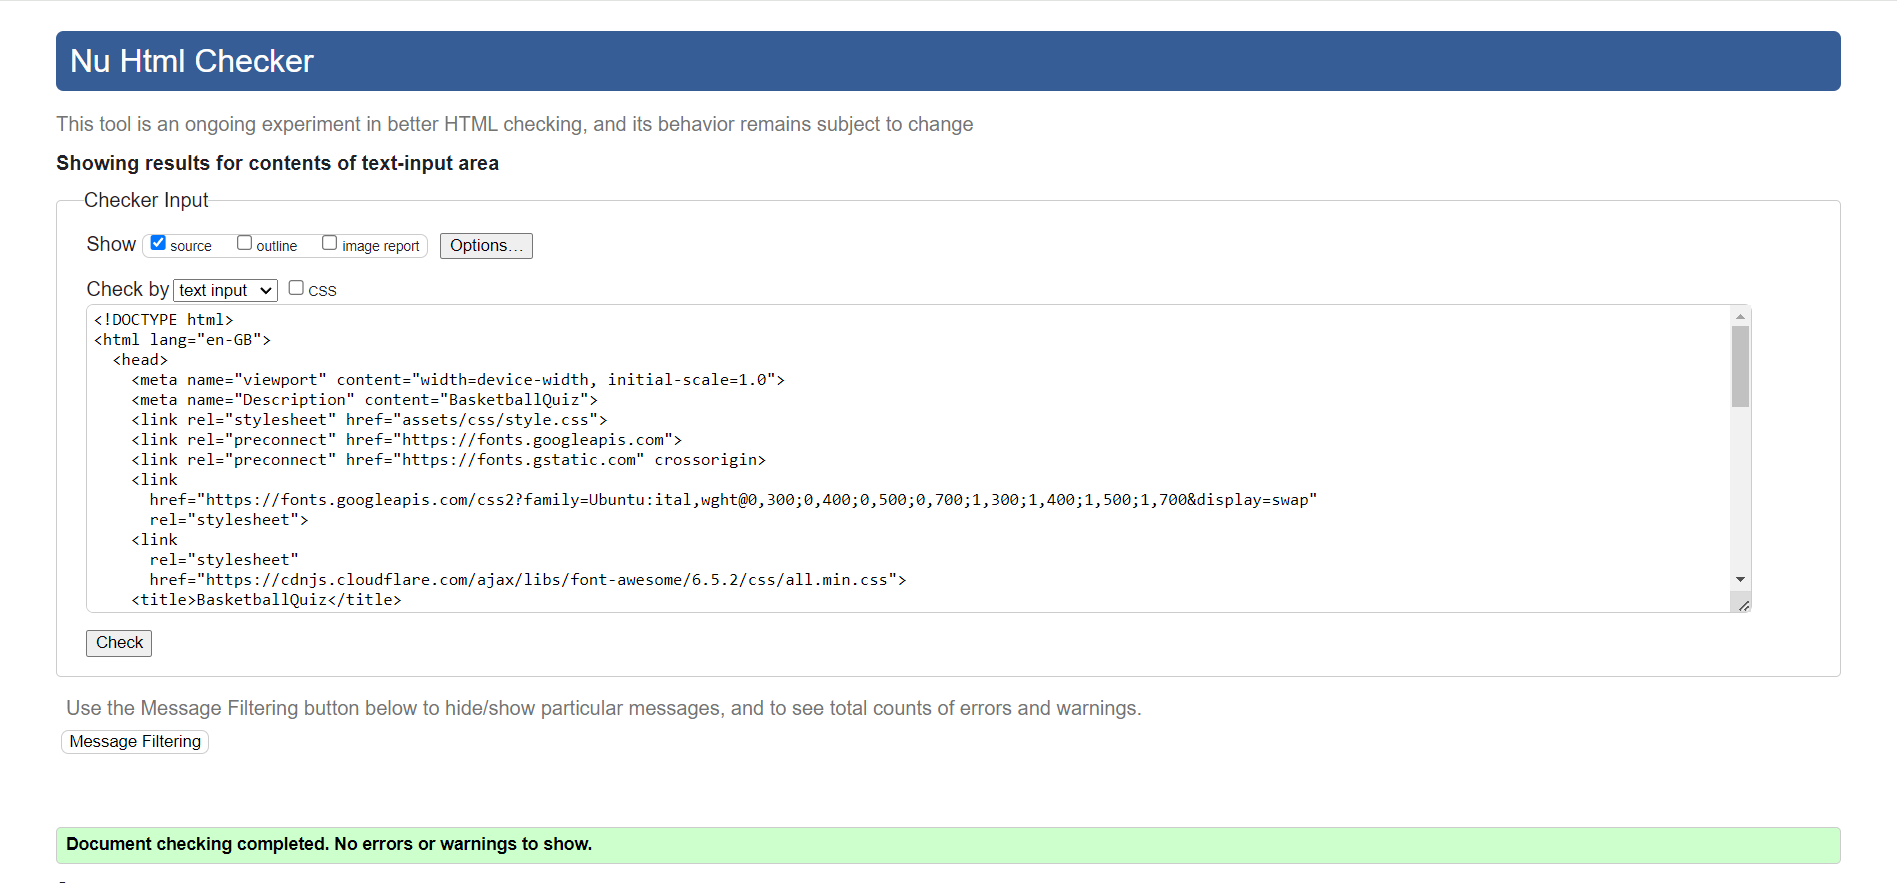 Nu Html Checker
This tool is an ongoing experiment in better HTML checking, and its behavior remains subject to change
Showing results for contents of text-input area
Checker Input
Show source outline image report Options...
Check by text input CSS
<!DOCTYPE html>
<html lang="en-GB">
  <head>
    <meta name="viewport" content="width=device-width, initial-scale=1.0">
    <meta name="Description" content="BasketballQuiz">
    <link rel="stylesheet" href="assets/css/style.css">
    <link rel="preconnect" href="https://fonts.googleapis.com">
    <link rel="preconnect" href="https://fonts.gstatic.com" crossorigin>
    <link
      href="https://fonts.googleapis.com/css2?family=Ubuntu:ital,wght@0,300;0,400;0,500;0,700;1,300;1,400;1,500;1,700&display=swap"
      rel="stylesheet">
    <link
      rel="stylesheet"
      href="https://cdnjs.cloudflare.com/ajax/libs/font-awesome/6.5.2/css/all.min.css">
    <title>BasketballQuiz</title>
Check
Use the Message Filtering button below to hide/show particular messages, and to see total counts of errors and warnings.
Message Filtering
Document checking completed. No errors or warnings to show.